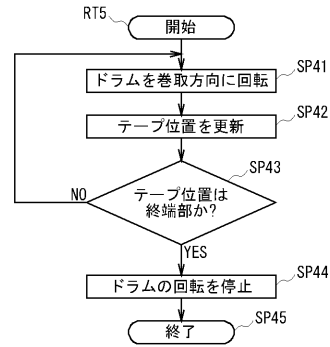 RT5
開始
SP41
ドラムを巻取方向に回転
SP42
テープ位置を更新
SP43
テープ位置は
終端部か?
NO
YES
SP44
ドラムの回転を停止
SP45
終了